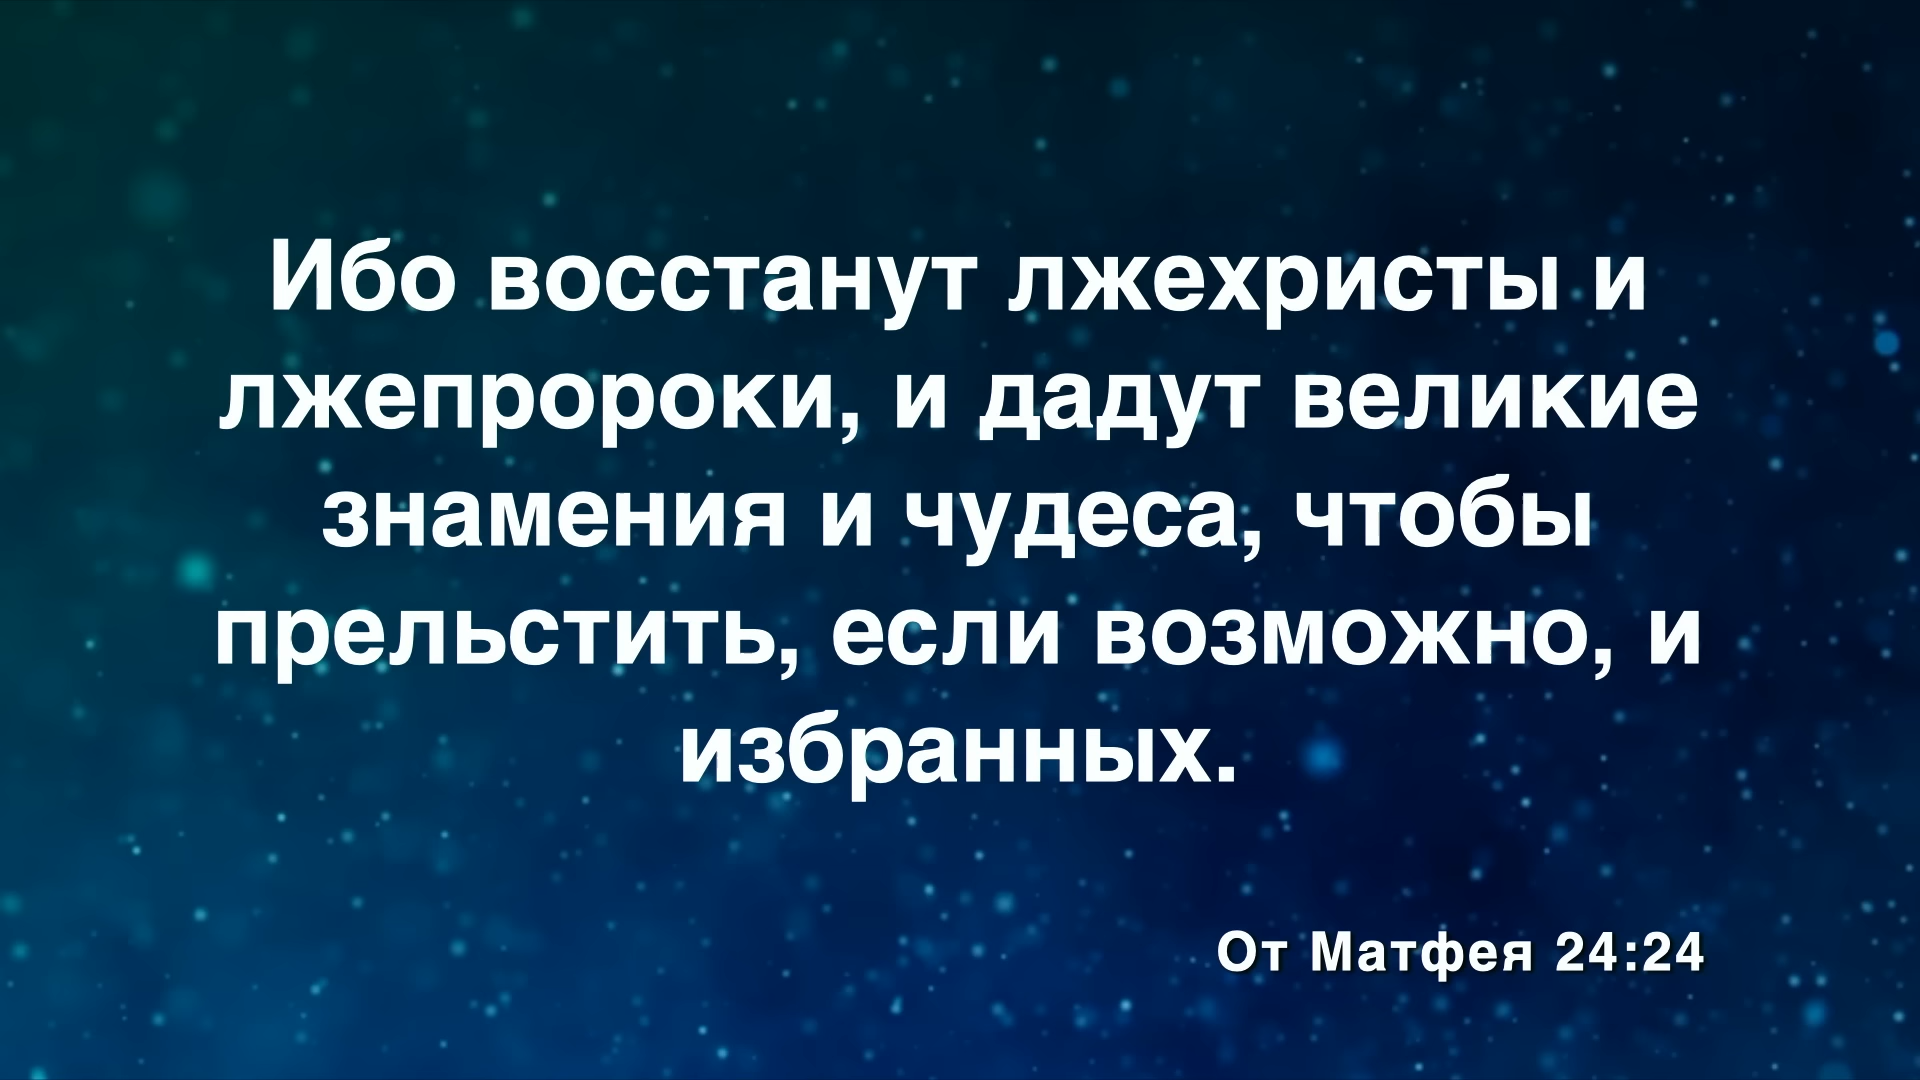 Ибо восстанут лжехристы и
лжепророки, и дадут великие
знамения и чудеса, чтобы
прельстить, если возможно, и
избранных.
От Матфея 24:24